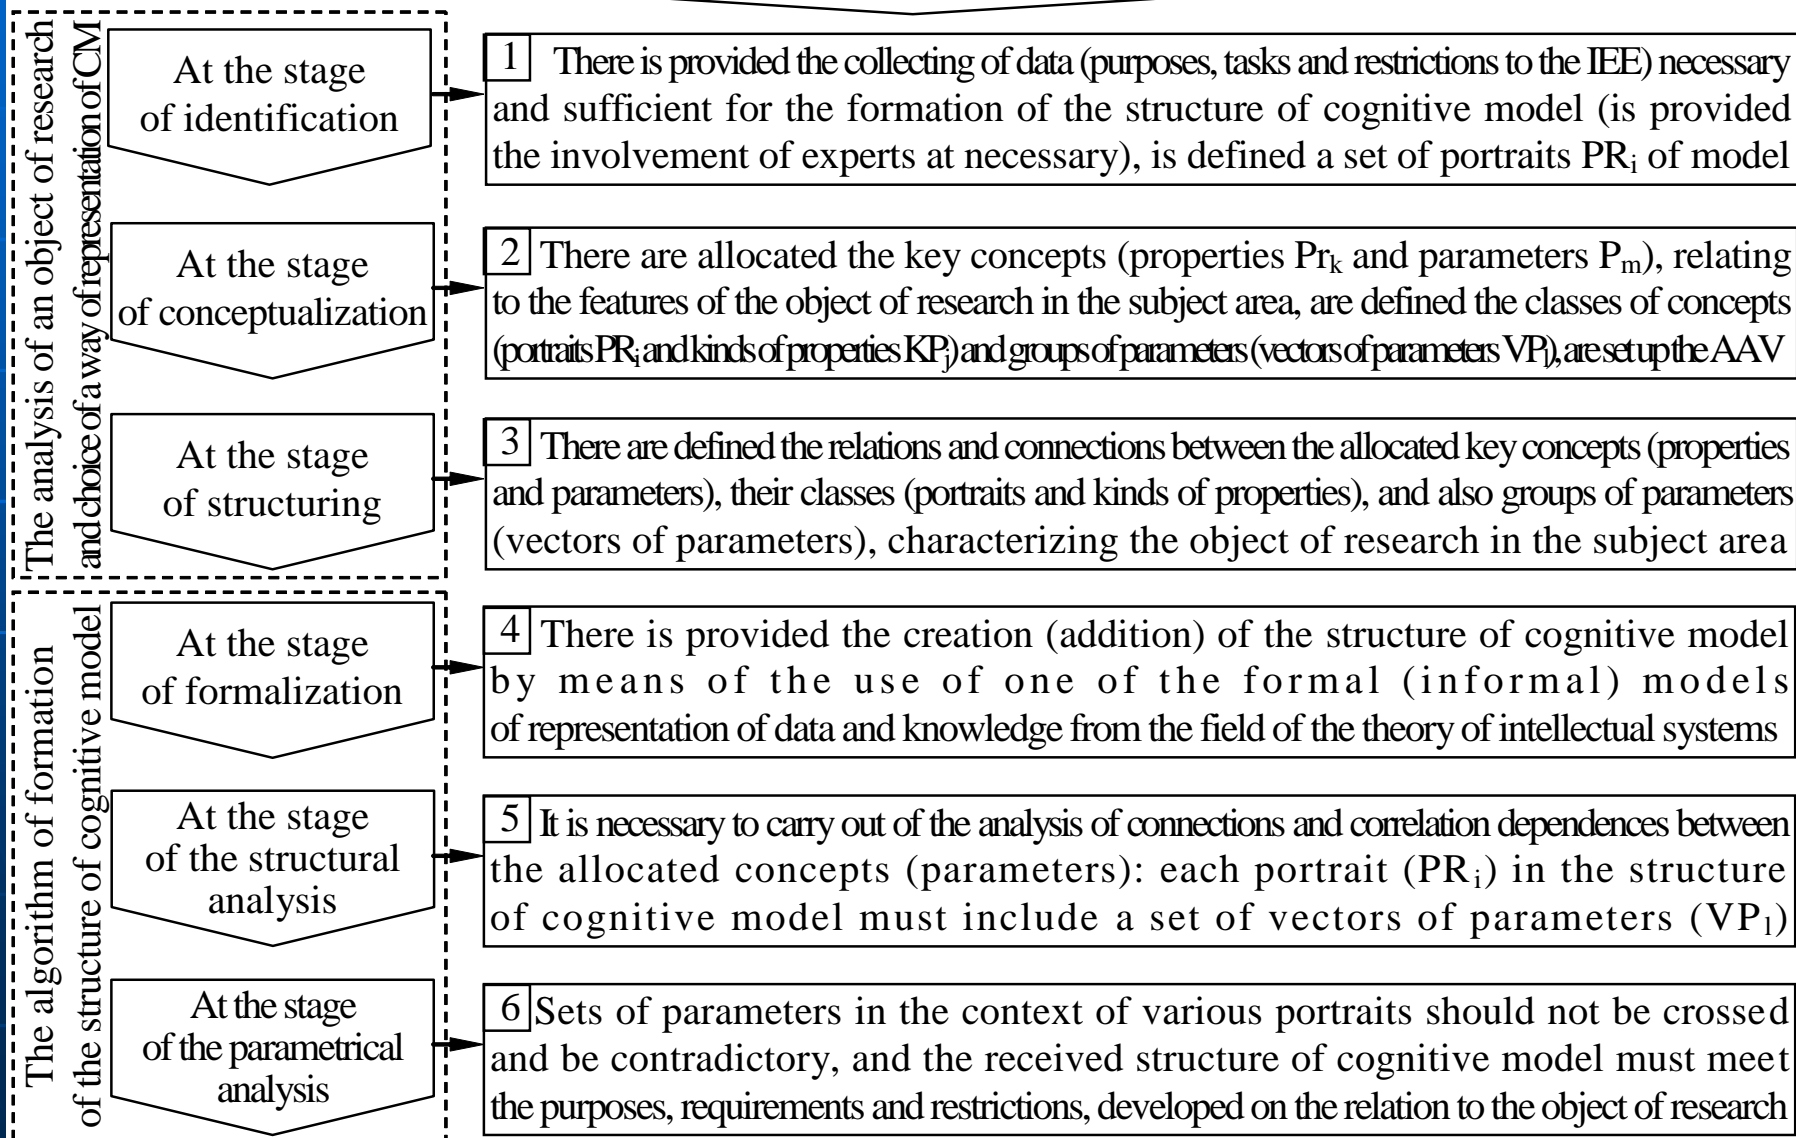 The analysis of an object of research
and choice of a way of representation of CM
At the stage
of identification
1 There is provided the collecting of data (purposes, tasks and restrictions to the IEE) necessary
and sufficient for the formation of the structure of cognitive model (is provided
the involvement of experts at necessary), is defined a set of portraits PRi of model
At the stage
of conceptualization
2 There are allocated the key concepts (properties Prk and parameters Pm), relating
to the features of the object of research in the subject area, are defined the classes of concepts
(portraits PRi and kinds of properties KPj) and groups of parameters (vectors of parameters VPl), are set up the AAV
At the stage
of structuring
3 There are defined the relations and connections between the allocated key concepts (properties
and parameters), their classes (portraits and kinds of properties), and also groups of parameters
(vectors of parameters), characterizing the object of research in the subject area
The algorithm of formation
of the structure of cognitive model
At the stage
of formalization
4 There is provided the creation (addition) of the structure of cognitive model
by means of the use of one of the formal (informal) models
of representation of data and knowledge from the field of the theory of intellectual systems
At the stage
of the structural
analysis
5 It is necessary to carry out of the analysis of connections and correlation dependences between
the allocated concepts (parameters): each portrait (PRi) in the structure
of cognitive model must include a set of vectors of parameters (VPl)
At the stage
of the parametrical
analysis
6 Sets of parameters in the context of various portraits should not be crossed
and be contradictory, and the received structure of cognitive model must meet
the purposes, requirements and restrictions, developed on the relation to the object of research